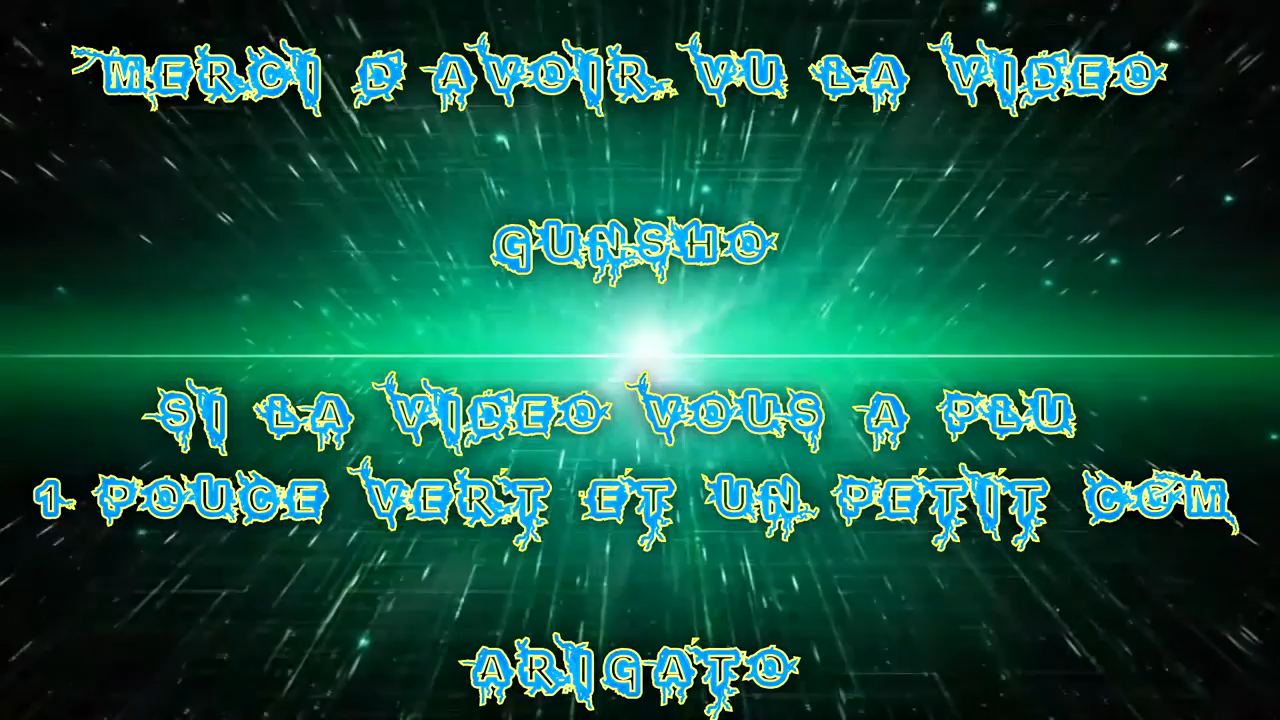 MERCI D AVOIR VU LA VIDEO
GUNSHO
SI LA VIDEO VOUS A PLU
1 POUCE VERT ET UN PETIT COM
ARIGATO